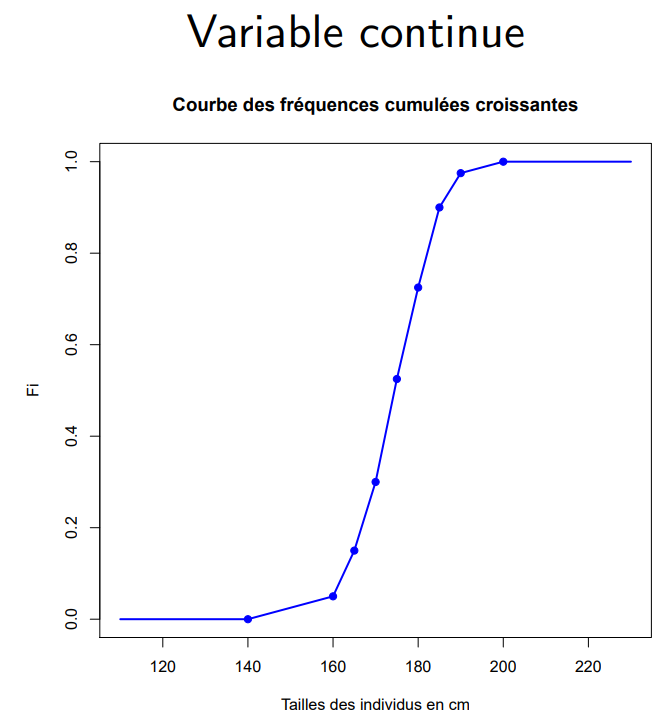 Variable continue
Courbe des fréquences cumulées croissantes
1.0
0.8
0.6
0.4
0.2
0.0
Fi
120 140 160 180 200 220
Tailles des individus en cm